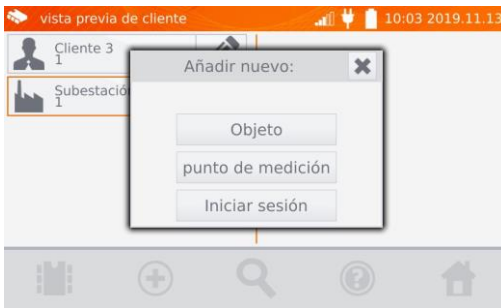 vista previa de cliente 10:03 2019.11.13
Cliente 3
1
Subestació
1
Añadir nuevo:
Objeto
punto de medición
Iniciar sesión